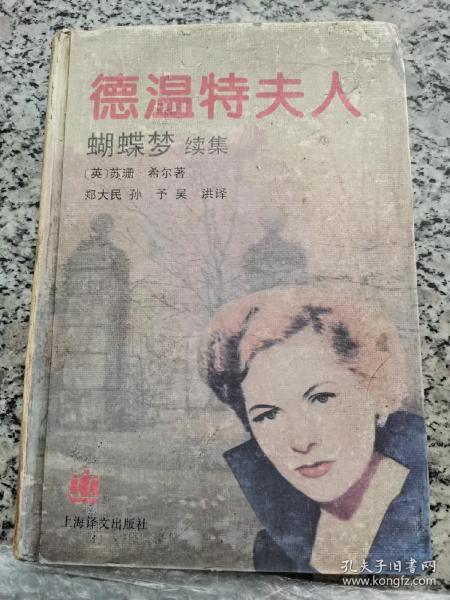 德温特夫人
蝴蝶梦 续集
〔英〕苏珊·希尔著
郑大民 孙 予 吴 洪译
上海译文出版社
孔夫子旧书网
www.kongfz.com